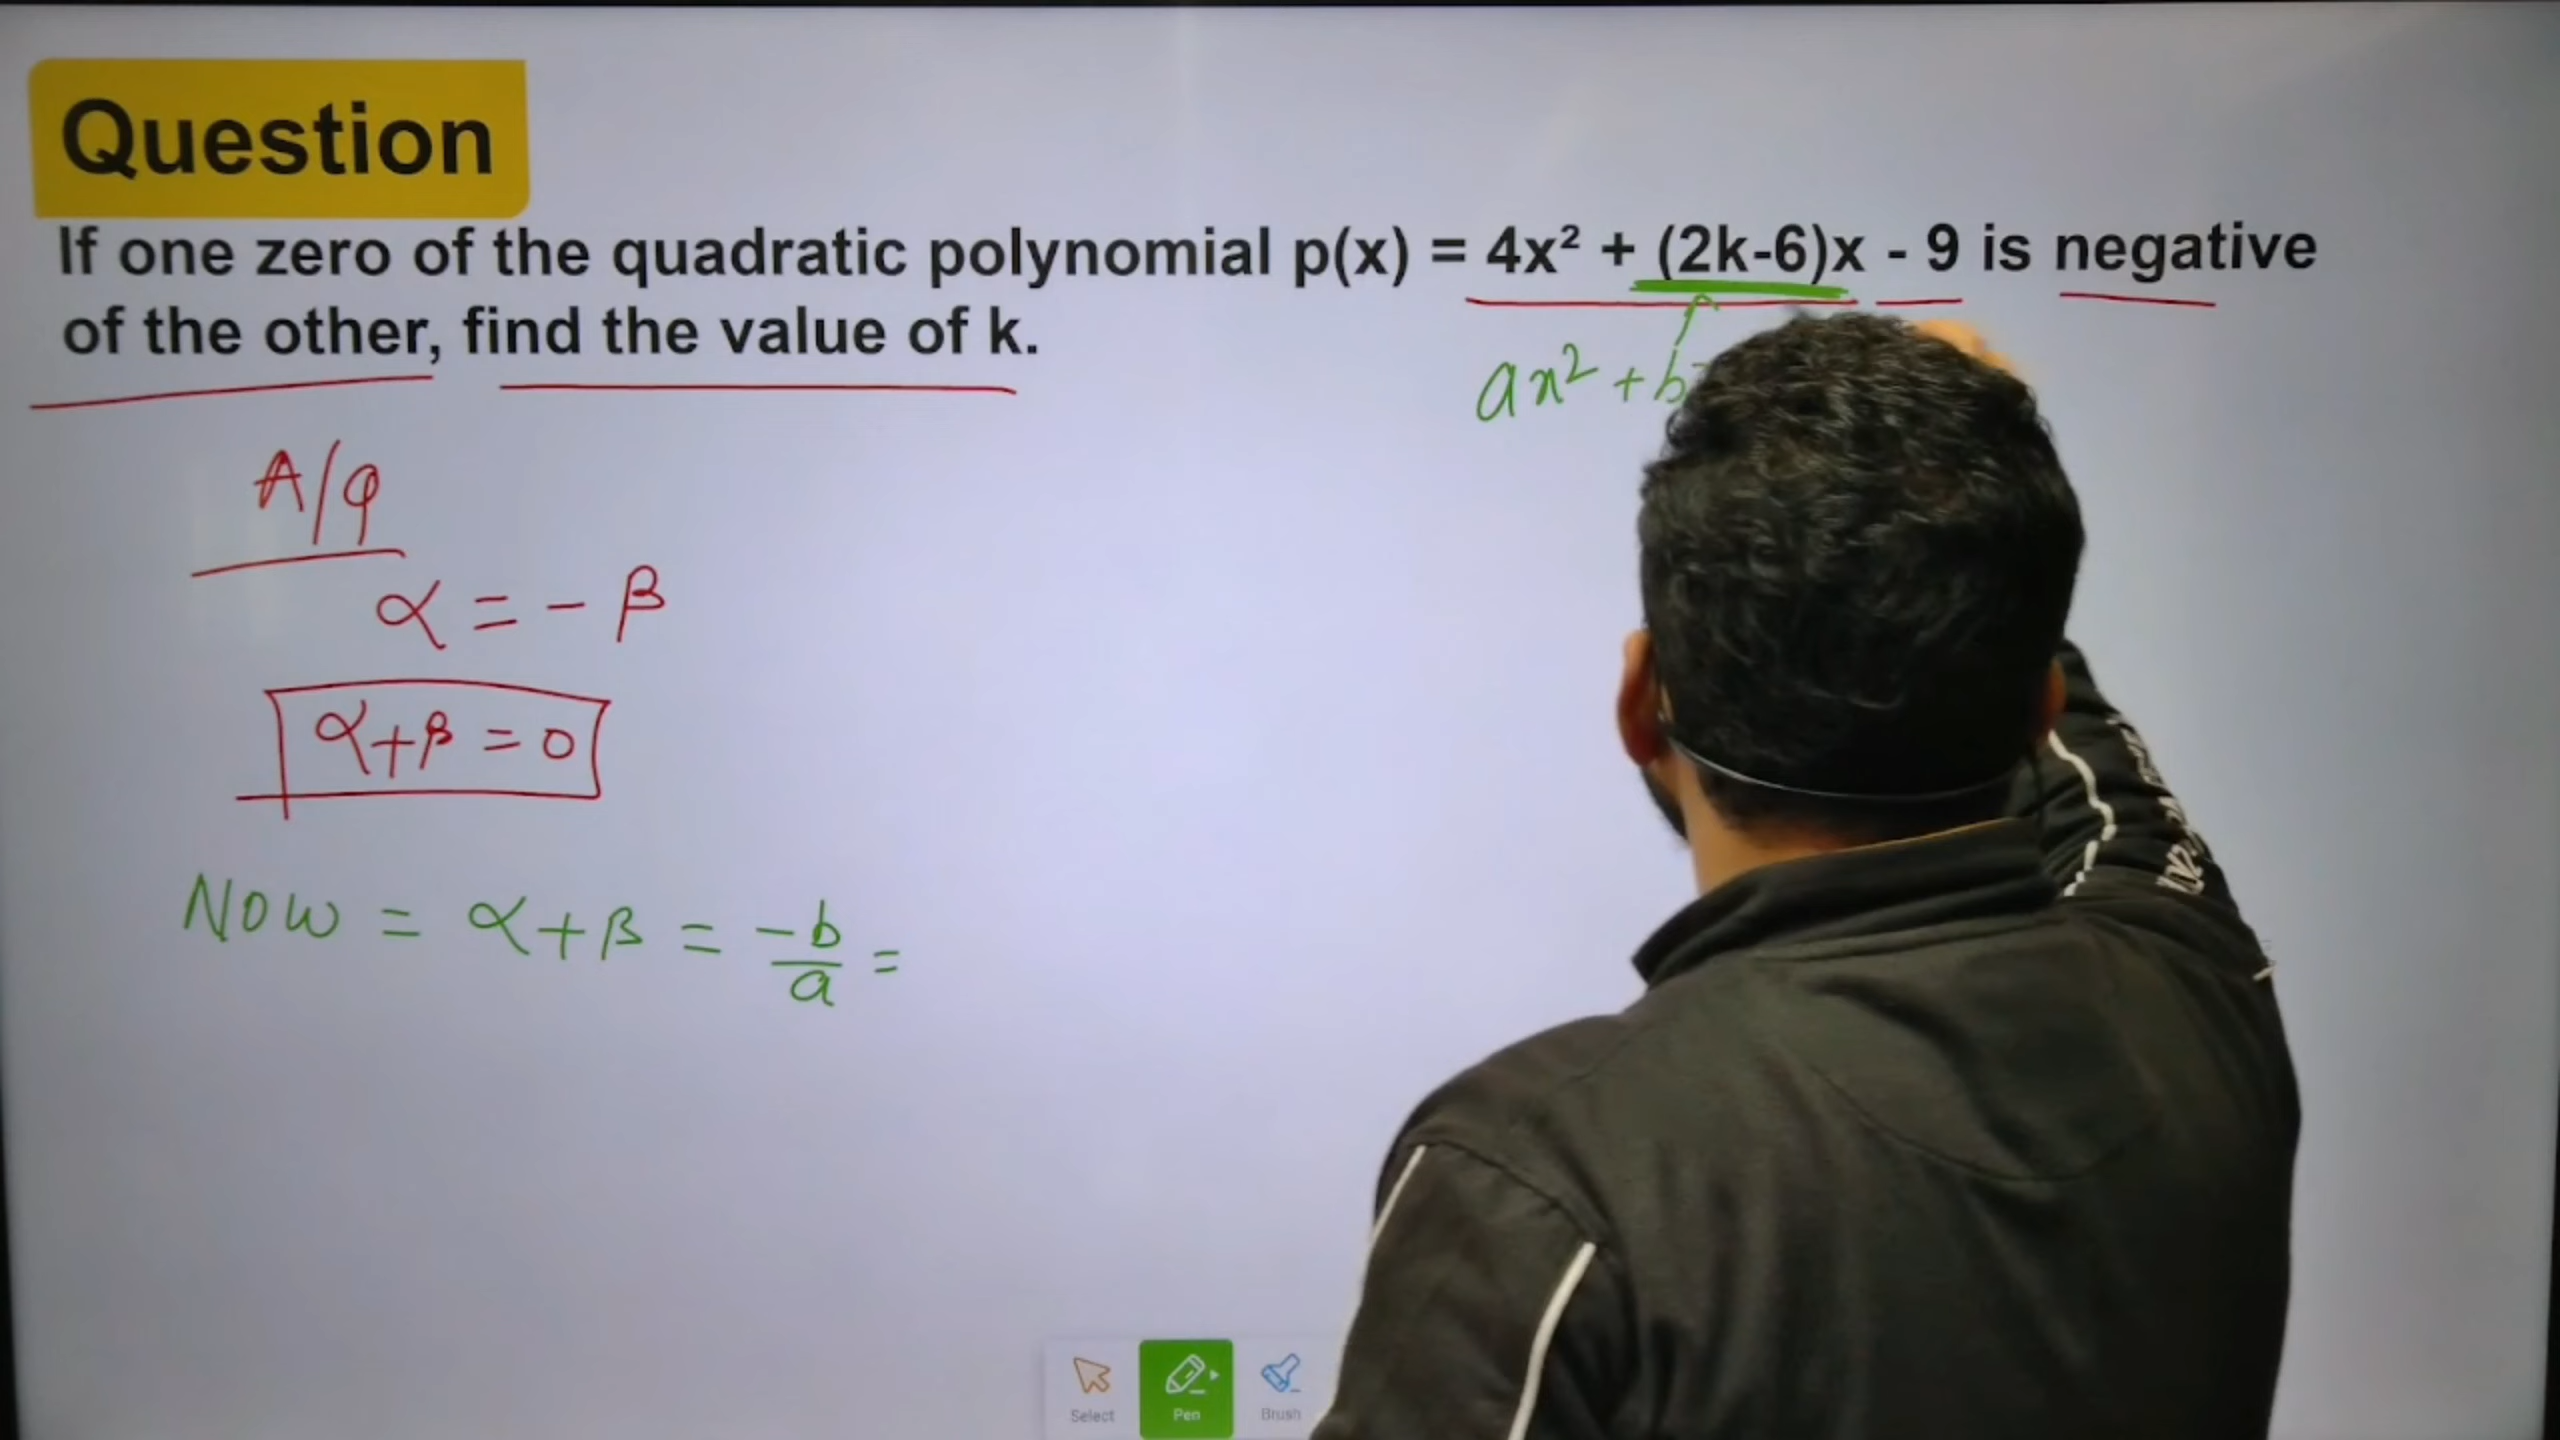 Question
If one zero of the quadratic polynomial p(x) = 4x² + (2k-6)x - 9 is negative
of the other, find the value of k.
ax² + b
A/Q
α = - β
α+β = 0
NOW = α+β = -b/a =
Select Pen Brush